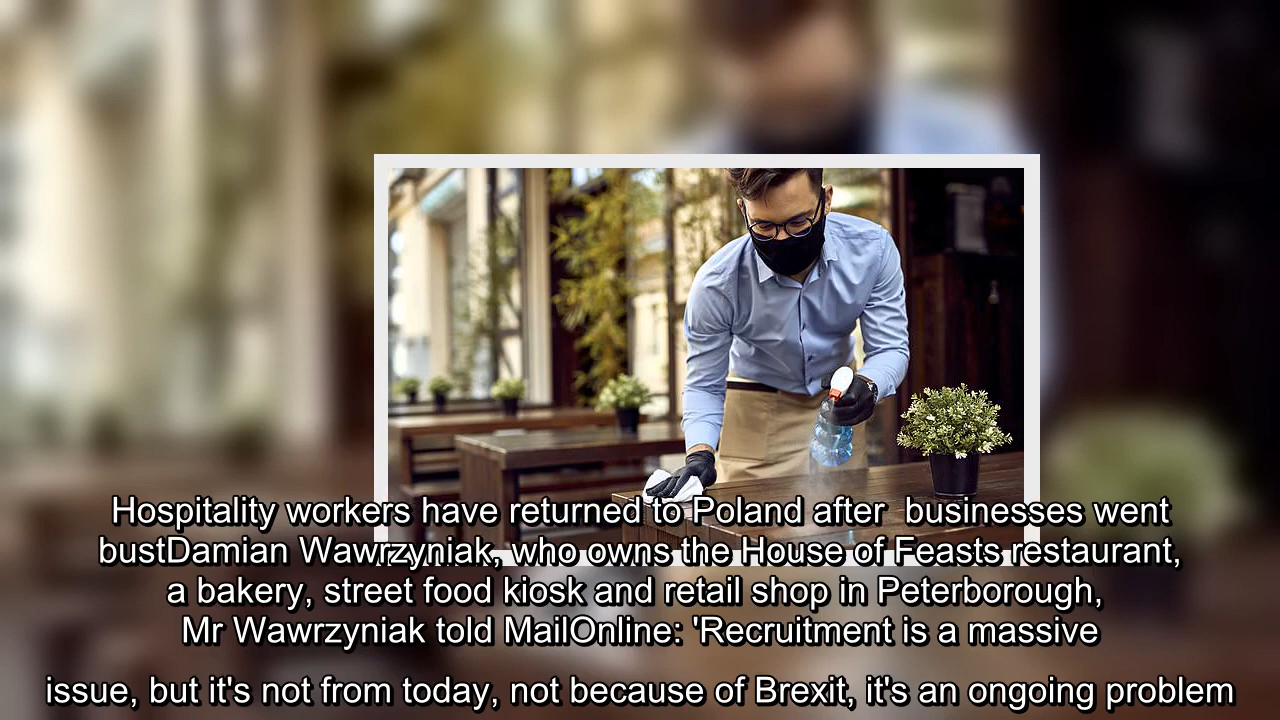 Hospitality workers have returned to Poland after  businesses went
bustDamian Wawrzyniak, who owns the House of Feasts restaurant,
a bakery, street food kiosk and retail shop in Peterborough,
Mr Wawrzyniak told MailOnline: 'Recruitment is a massive
issue, but it's not from today, not because of Brexit, it's an ongoing problem